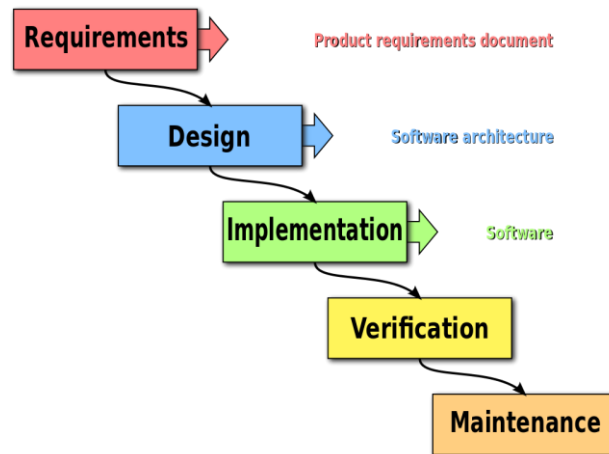 Requirements
Product requirements document
Design
Software architecture
Implementation
Software
Verification
Maintenance